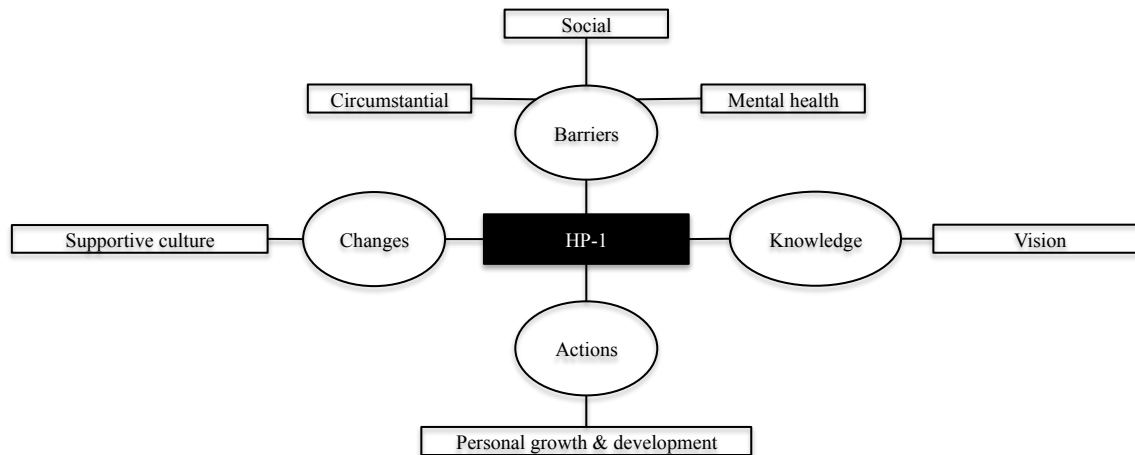 Social
Circumstantial
Mental health
Barriers
Supportive culture
Changes
HP-1
Knowledge
Vision
Actions
Personal growth & development